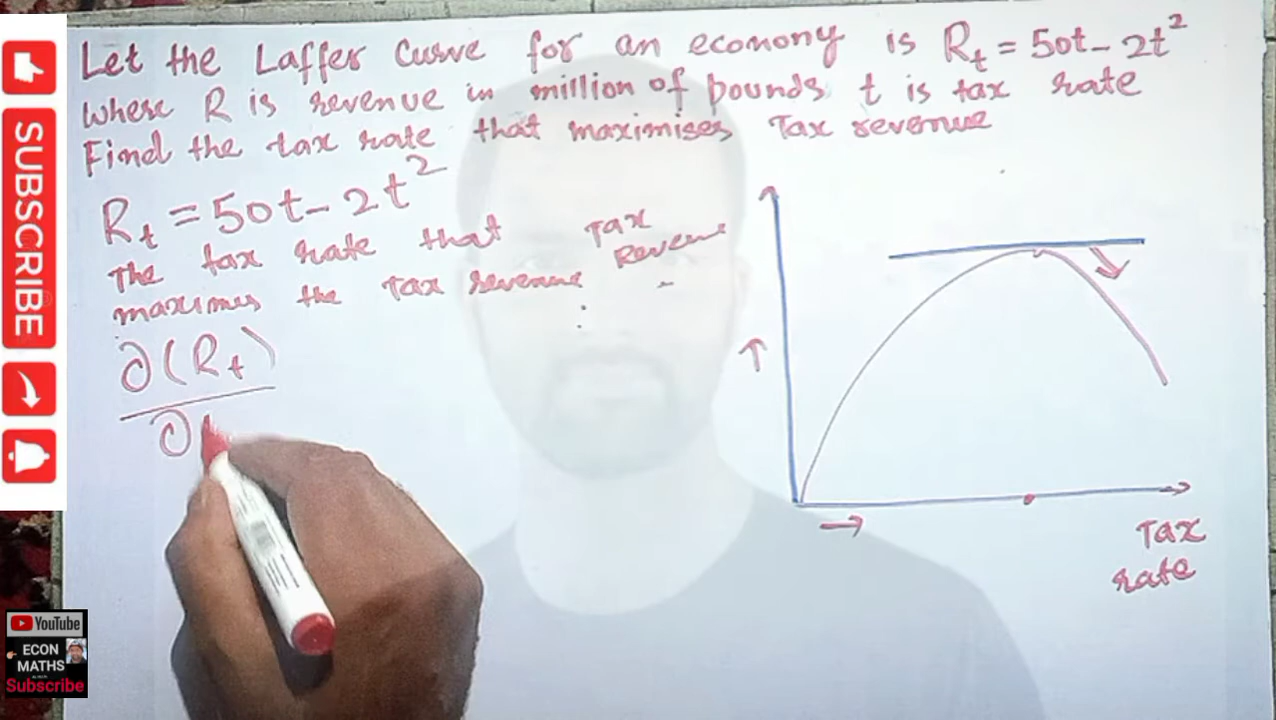 Let the Laffer Curve for an economy is Rt = 50t - 2t²
where R is revenue in million of pounds t is tax rate
Find the tax rate that maximises Tax revenue
Rt = 50t - 2t²
The tax rate that
maximes the Tax revenue
∂(Rt)
∂
Tax
Revenue
Tax
rate
SUBSCRIBE
YouTube
ECON
MATHS
Subscribe